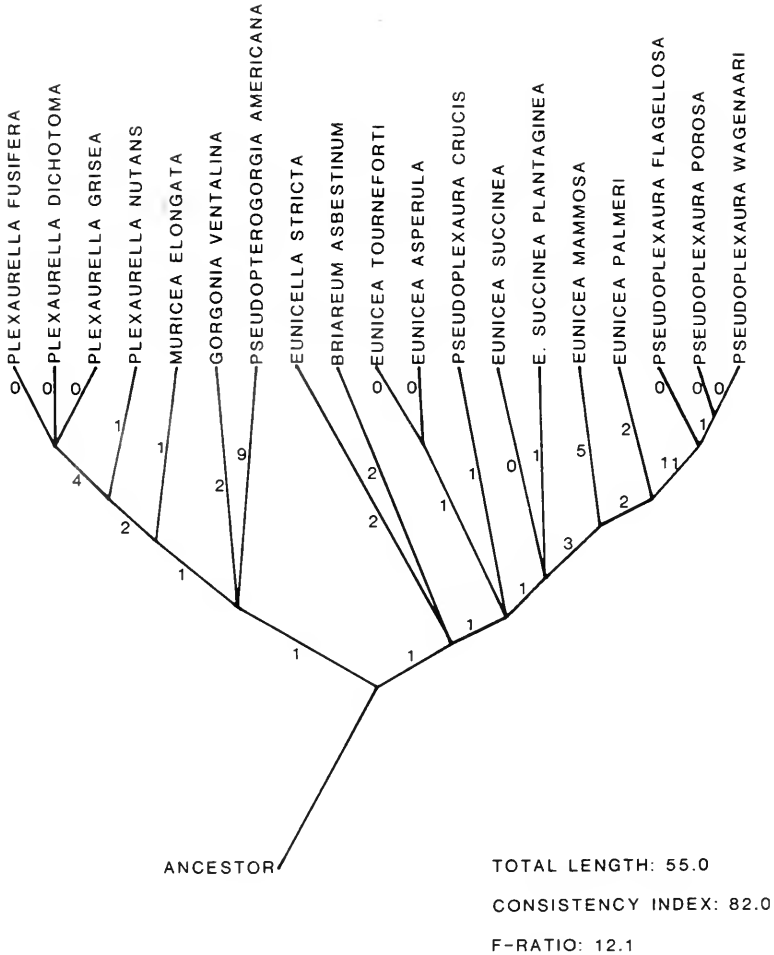 PLEXAURELLA FUSIFERA
PLEXAURELLA DICHOTOMA
PLEXAURELLA GRISEA
PLEXAURELLA NUTANS
MURICEA ELONGATA
GORGONIA VENTALINA
PSEUDOPTEROGORGIA AMERICANA
EUNICELLA STRICTA
BRIAREUM ASBESTINUM
EUNICEA TOURNEFORTI
EUNICEA ASPERULA
PSEUDOPLEXAURA CRUCIS
EUNICEA SUCCINEA
E. SUCCINEA PLANTAGINEA
EUNICEA MAMMOSA
EUNICEA PALMERI
PSEUDOPLEXAURA FLAGELLOSA
PSEUDOPLEXAURA POROSA
PSEUDOPLEXAURA WAGENAARI
0 0 0 0 0 0 0 0
1 1 9 2 2 1 0 1 5 2 1
4 2 2 1 11
2 2
1 1 3
1 1
1 1
ANCESTOR
TOTAL LENGTH: 55.0
CONSISTENCY INDEX: 82.0
F-RATIO: 12.1